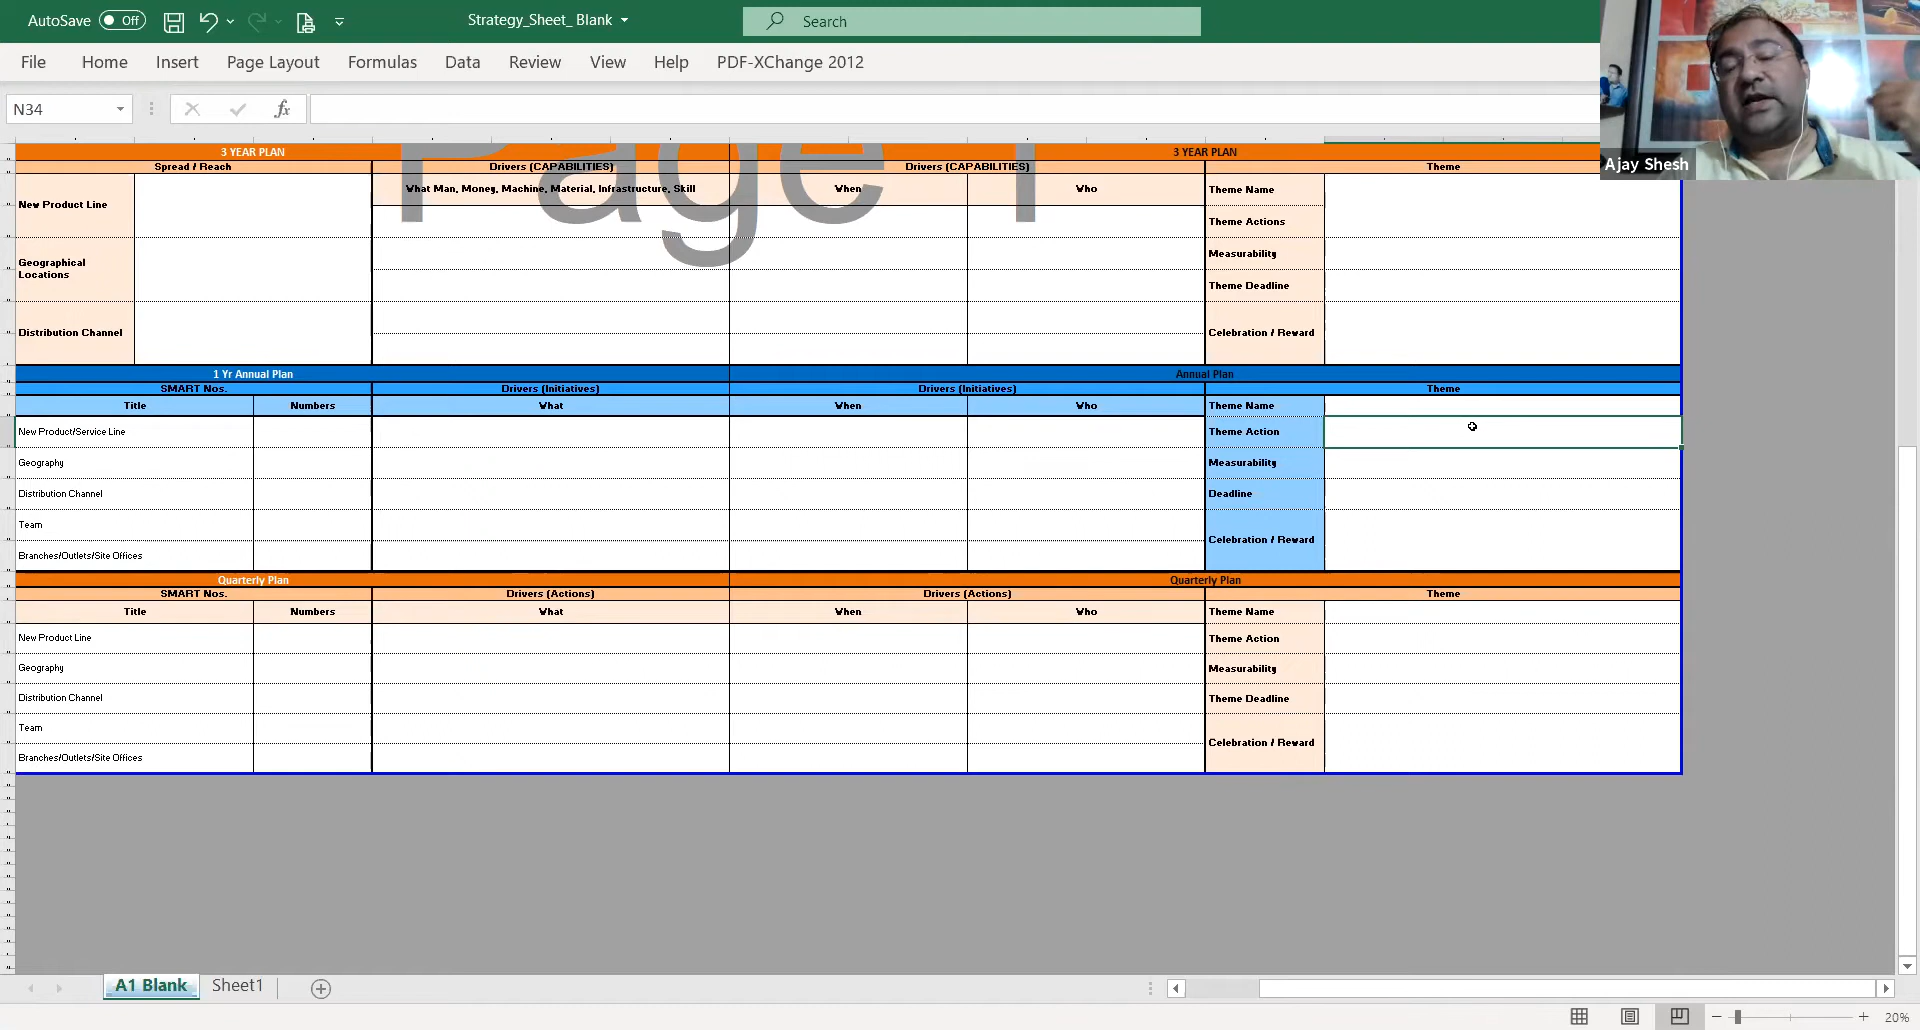 AutoSave Off Strategy_Sheet_ Blank Search
File Home Insert Page Layout Formulas Data Review View Help PDF-XChange 2012
N34 fx
Ajay Shesh
3 YEAR PLAN 3 YEAR PLAN
Spread / Reach Drivers (CAPABILITIES) Drivers (CAPABILITIES) Theme
What Man, Money, Machine, Material, Infrastructure, Skill When Who Theme Name
New Product Line
Theme Actions
Page 1
Geographical
Locations
Measurability
Theme Deadline
Distribution Channel Celebration / Reward
1 Yr Annual Plan Annual Plan
SMART Nos. Drivers (Initiatives) Drivers (Initiatives) Theme
Title Numbers What When Who Theme Name
New Product/Service Line Theme Action
Geography Measurability
Distribution Channel Deadline
Team
Celebration / Reward
Branches/Outlets/Site Offices
Quarterly Plan Quarterly Plan
SMART Nos. Drivers (Actions) Drivers (Actions) Theme
Title Numbers What When Who Theme Name
New Product Line Theme Action
Geography Measurability
Distribution Channel Theme Deadline
Team
Celebration / Reward
Branches/Outlets/Site Offices
A1 Blank Sheet1
20%